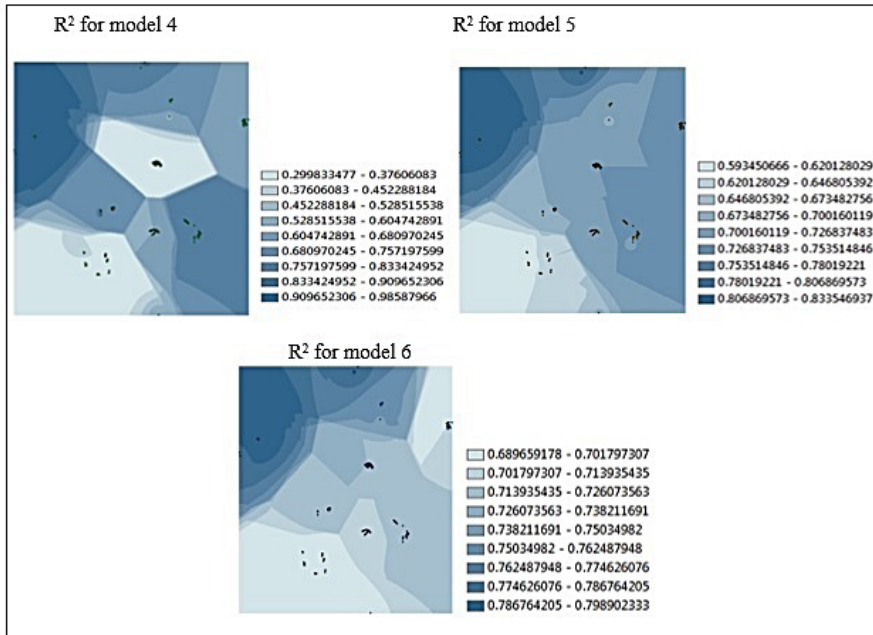 R² for model 4
0.299833477 - 0.37606083
0.37606083 - 0.452288184
0.452288184 - 0.528515538
0.528515538 - 0.604742891
0.604742891 - 0.680970245
0.680970245 - 0.757197599
0.757197599 - 0.833424952
0.833424952 - 0.909652306
0.909652306 - 0.98587966
R² for model 5
0.593450666 - 0.620128029
0.620128029 - 0.646805392
0.646805392 - 0.673482756
0.673482756 - 0.700160119
0.700160119 - 0.726837483
0.726837483 - 0.753514846
0.753514846 - 0.78019221
0.78019221 - 0.806869573
0.806869573 - 0.833546937
R² for model 6
0.689659178 - 0.701797307
0.701797307 - 0.713935435
0.713935435 - 0.726073563
0.726073563 - 0.738211691
0.738211691 - 0.75034982
0.75034982 - 0.762487948
0.762487948 - 0.774626076
0.774626076 - 0.786764205
0.786764205 - 0.798902333